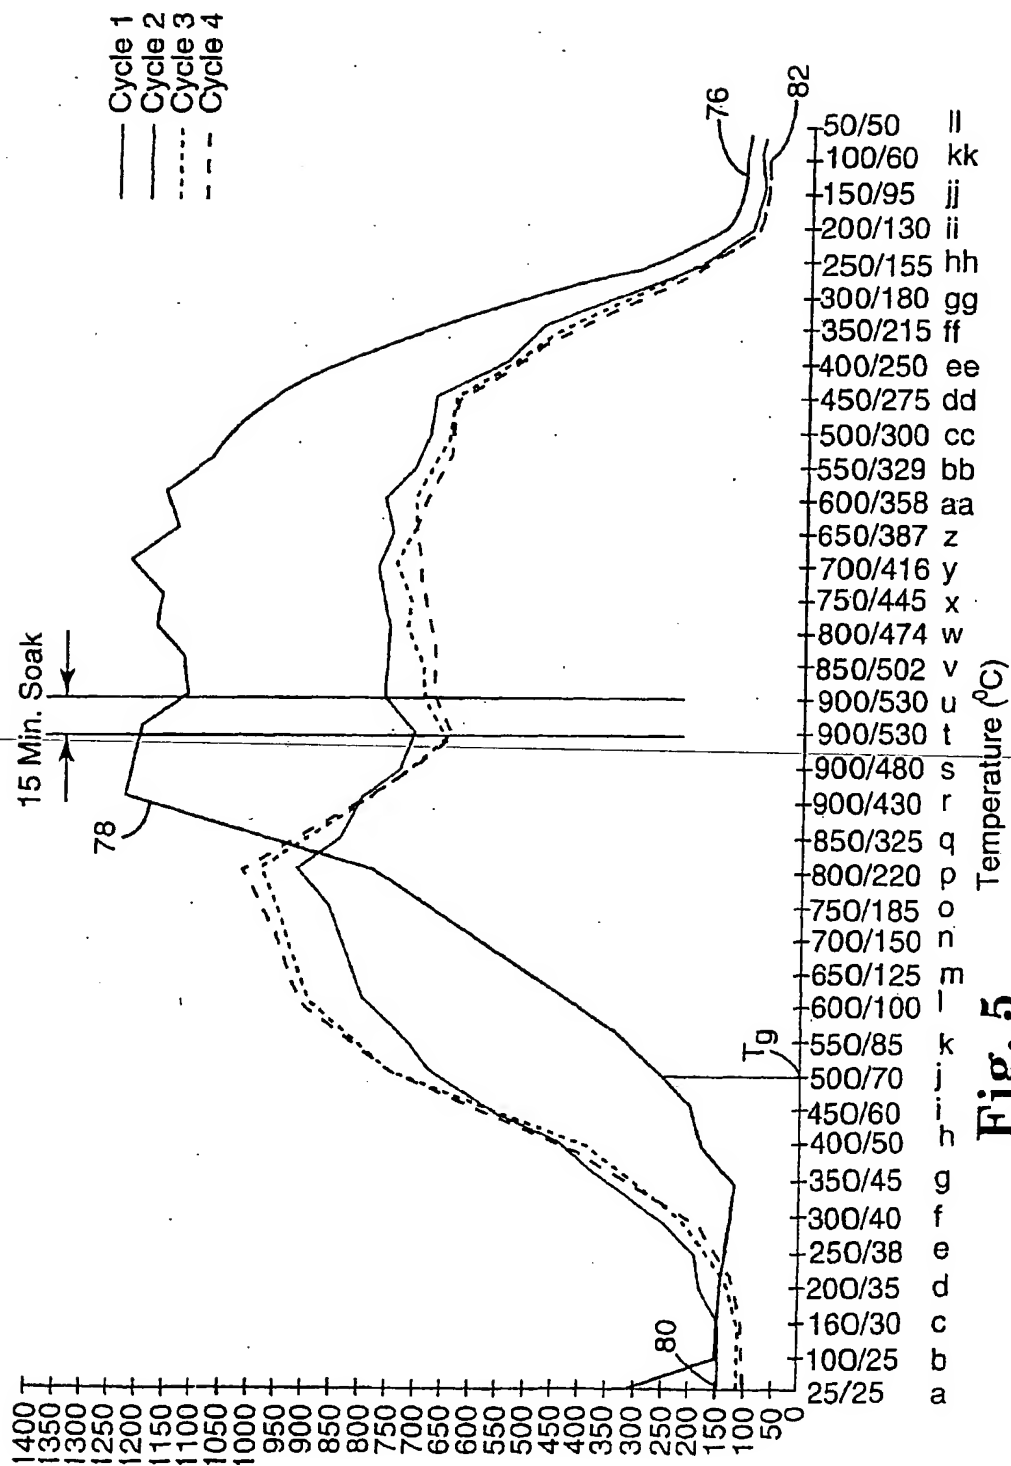 Cycle 1
Cycle 2
Cycle 3
Cycle 4
15 Min. Soak
78
76
82
80
Tg
1400
1350
1300
1250
1200
1150
1100
1050
1000
950
900
850
800
750
700
650
600
550
500
450
400
350
300
250
200
150
100
50
0
25/25 a
100/25 b
160/30 c
200/35 d
250/38 e
300/40 f
350/45 g
400/50 h
450/60 i
500/70 j
550/85 k
600/100 l
650/125 m
700/150 n
750/185 o
800/220 p
850/325 q
900/430 r
900/480 s
900/530 t
900/530 u
850/502 v
800/474 w
750/445 x
700/416 y
650/387 z
600/358 aa
550/329 bb
500/300 cc
450/275 dd
400/250 ee
350/215 ff
300/180 gg
250/155 hh
200/130 ii
150/95 jj
100/60 kk
50/50 ll
Temperature (⁰C)
Fig. 5